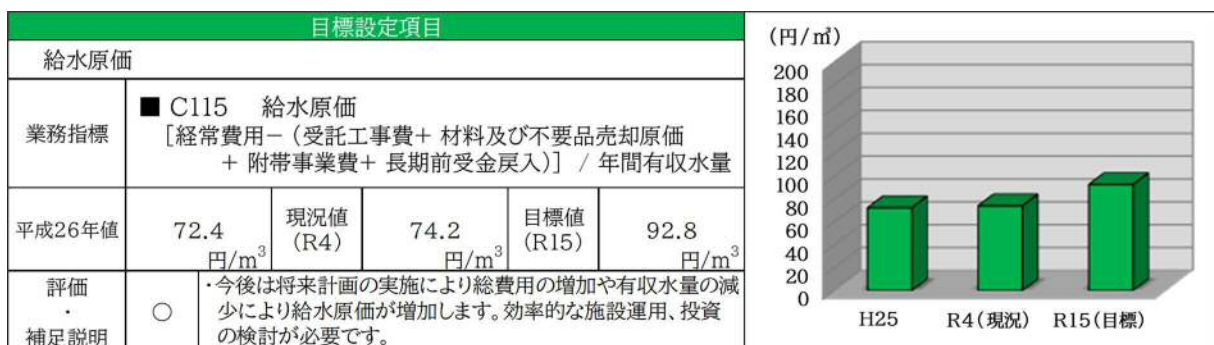 目標設定項目
給水原価
業務指標
■ C115　給水原価
［経常費用－（受託工事費＋ 材料及び不要品売却原価
＋ 附帯事業費＋ 長期前受金戻入）］ / 年間有収水量
平成26年値
72.4
円/m³
現況値
（R4）
74.2
円/m³
目標値
（R15）
92.8
円/m³
評価
・
補足説明
○
・今後は将来計画の実施により総費用の増加や有収水量の減
少により給水原価が増加します。効率的な施設運用、投資
の検討が必要です。
（円/㎥）
200
180
160
140
120
100
80
60
40
20
0
H25
R4（現況）
R15（目標）